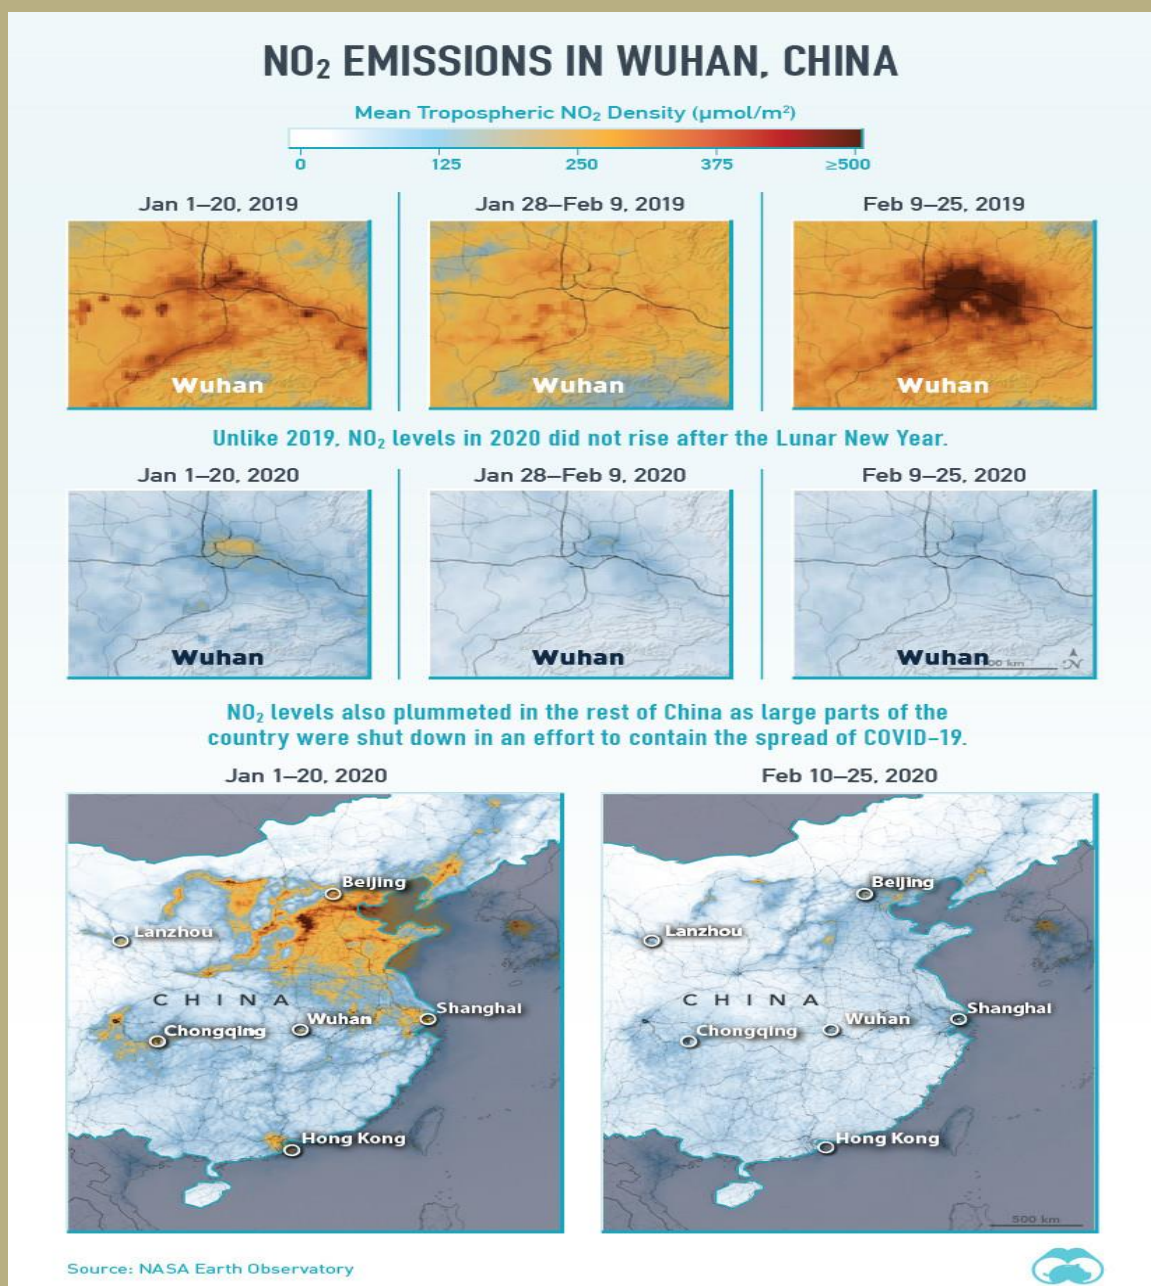 NO₂ EMISSIONS IN WUHAN, CHINA
Mean Tropospheric NO₂ Density (µmol/m²)
0 125 250 375 ≥500
Jan 1–20, 2019
Jan 28–Feb 9, 2019
Feb 9–25, 2019
Wuhan
Wuhan
Wuhan
Unlike 2019, NO₂ levels in 2020 did not rise after the Lunar New Year.
Jan 1–20, 2020
Jan 28–Feb 9, 2020
Feb 9–25, 2020
Wuhan
Wuhan
Wuhan
km
N
NO₂ levels also plummeted in the rest of China as large parts of the
country were shut down in an effort to contain the spread of COVID-19.
Jan 1–20, 2020
Beijing
Lanzhou
CHINA
Shanghai
Wuhan
Chongqing
Hong Kong
Feb 10–25, 2020
Beijing
Lanzhou
CHINA
Shanghai
Wuhan
Chongqing
Hong Kong
500 km
Source: NASA Earth Observatory